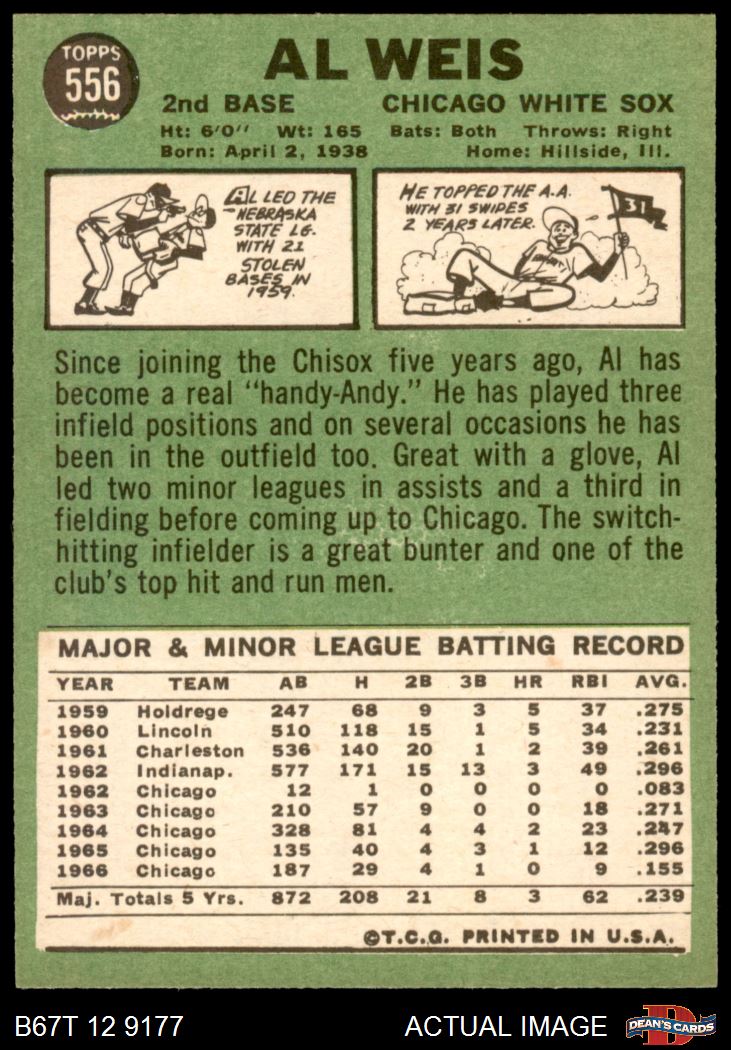 TOPPS
556
AL WEIS
2nd BASE CHICAGO WHITE SOX
Ht: 6'0" Wt: 165 Bats: Both Throws: Right
Born: April 2, 1938 Home: Hillside, Ill.
AL LED THE
NEBRASKA
STATE LG.
WITH 21
STOLEN
BASES IN
1959.
HE TOPPED THE A.A.
WITH 31 SWIPES
2 YEARS LATER.
31
Since joining the Chisox five years ago, Al has
become a real "handy-Andy." He has played three
infield positions and on several occasions he has
been in the outfield too. Great with a glove, Al
led two minor leagues in assists and a third in
fielding before coming up to Chicago. The switch-
hitting infielder is a great bunter and one of the
club's top hit and run men.
MAJOR & MINOR LEAGUE BATTING RECORD
YEAR TEAM AB H 2B 3B HR RBI AVG.
1959 Holdrege 247 68 9 3 5 37 .275
1960 Lincoln 510 118 15 1 5 34 .231
1961 Charleston 536 140 20 1 2 39 .261
1962 Indianap. 577 171 15 13 3 49 .296
1962 Chicago 12 1 0 0 0 0 .083
1963 Chicago 210 57 9 0 0 18 .271
1964 Chicago 328 81 4 4 2 23 .247
1965 Chicago 135 40 4 3 1 12 .296
1966 Chicago 187 29 4 1 0 9 .155
Maj. Totals 5 Yrs. 872 208 21 8 3 62 .239
©T.C.G. PRINTED IN U.S.A.
B67T 12 9177 ACTUAL IMAGE
D
DEAN'S CARDS